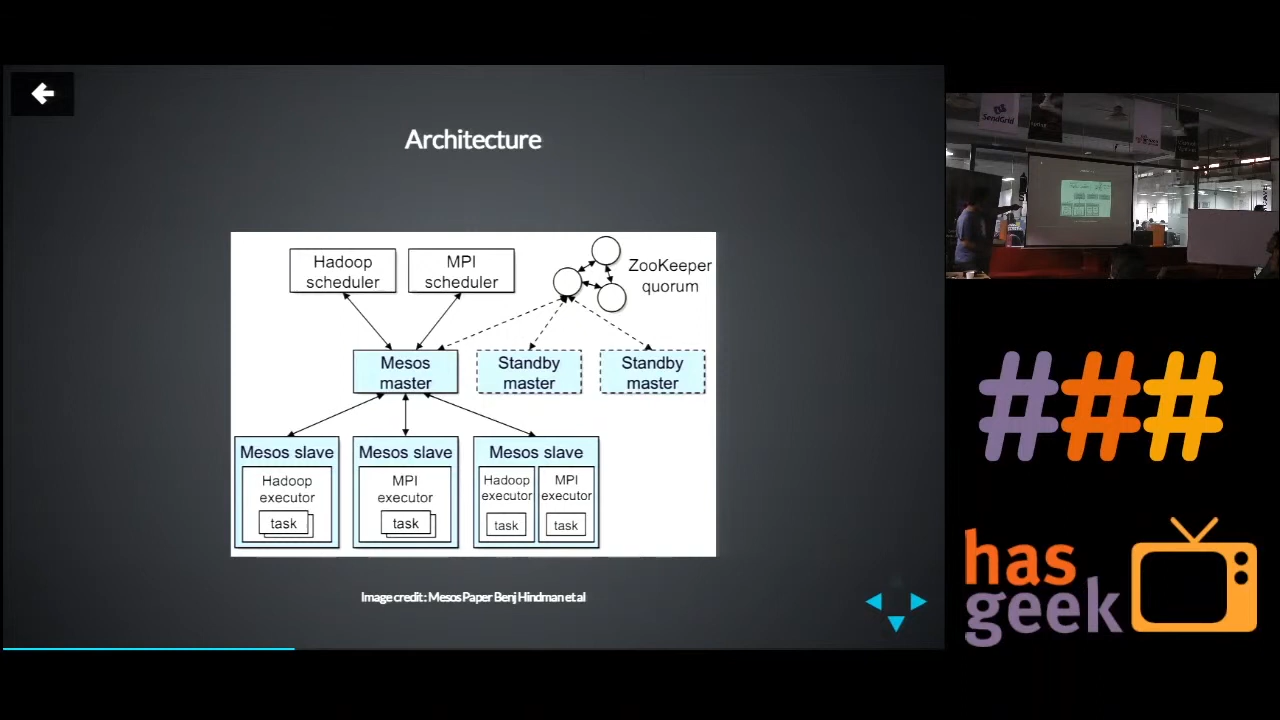 Architecture
Hadoop
scheduler
MPI
scheduler
ZooKeeper
quorum
Mesos
master
Standby
master
Standby
master
Mesos slave
Hadoop
executor
task
Mesos slave
MPI
executor
task
Mesos slave
Hadoop
executor
task
MPI
executor
task
Image credit: Mesos Paper Benj Hindman et al
SendGrid
###
has
geek